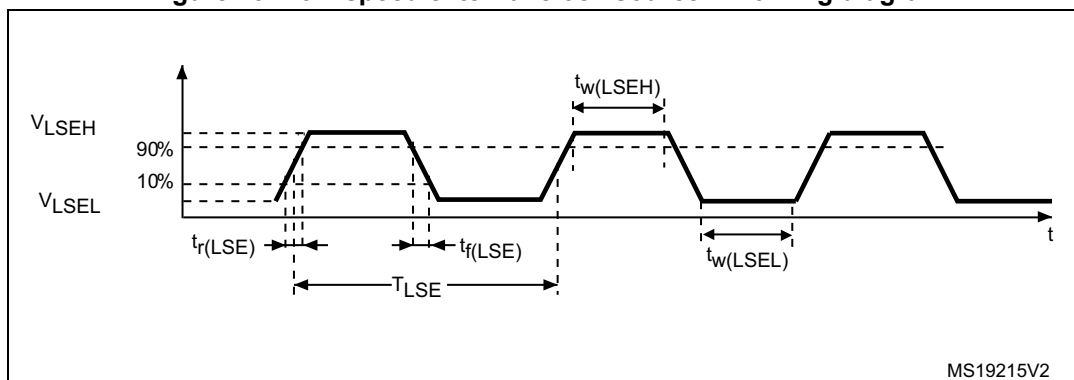 tw(LSEH)
VLSEH
90%
10%
VLSEL
tr(LSE)
tf(LSE)
tw(LSEL)
t
TLSE
MS19215V2